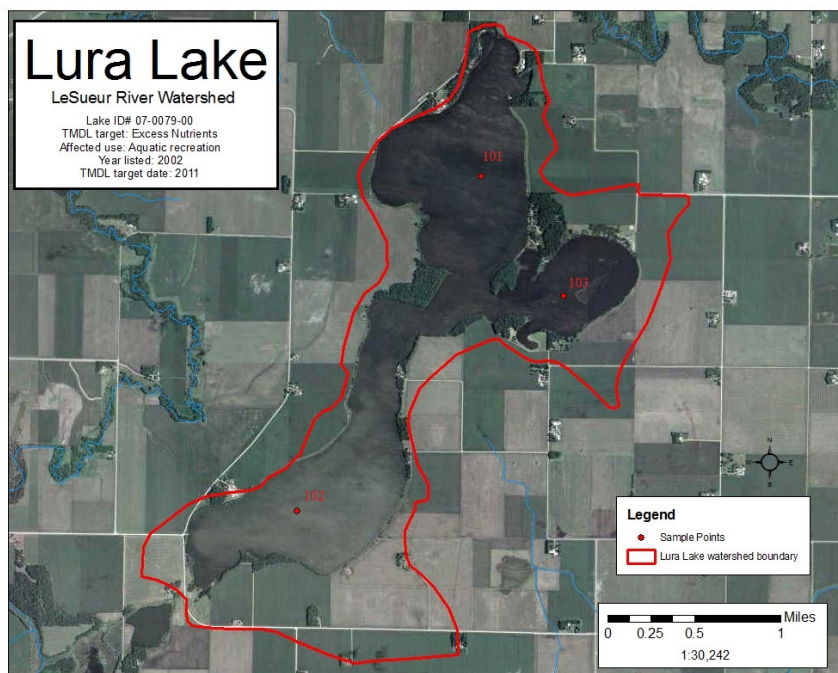 Lura Lake
LeSueur River Watershed
Lake ID# 07-0079-00
TMDL target: Excess Nutrients
Affected use: Aquatic recreation
Year listed: 2002
TMDL target date: 2011
101
103
102
N
W E
S
Legend
Sample Points
Lura Lake watershed boundary
Miles
0 0.25 0.5 1
1:30,242